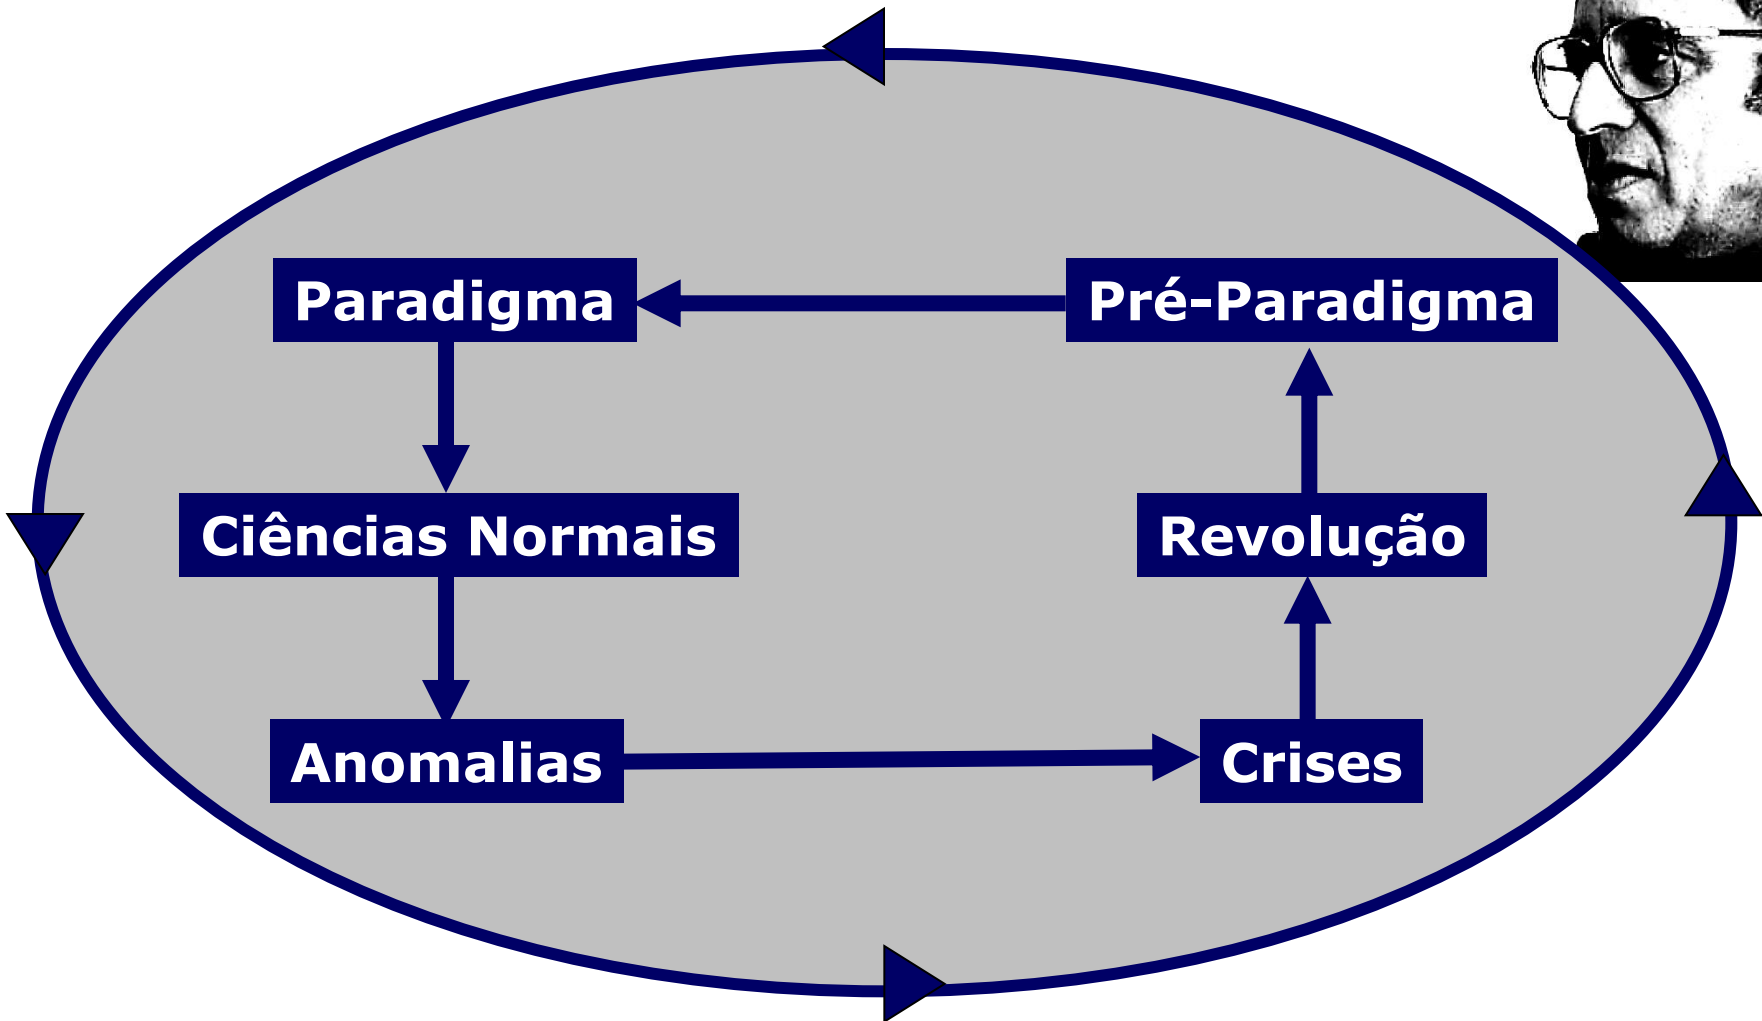 Paradigma
Pré-Paradigma
Ciências Normais
Revolução
Anomalias
Crises